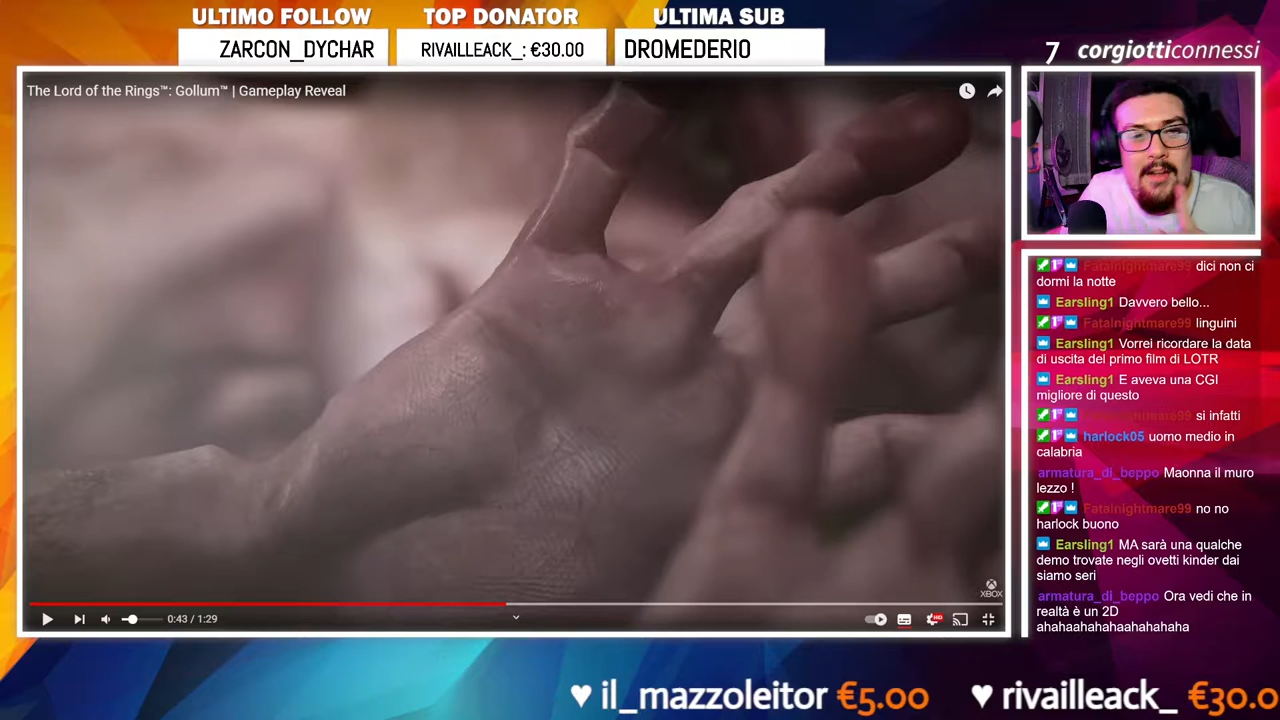 ULTIMO FOLLOW
TOP DONATOR
ULTIMA SUB
ZARCON_DYCHAR
RIVAILLEACK_: €30.00
DROMEDERIO
7 corgiotticonnessi
The Lord of the Rings™: Gollum™ | Gameplay Reveal
Fatalnightmare99 dici non ci
dormi la notte
Earsling1 Davvero bello...
Fatalnightmare99 linguini
Earsling1 Vorrei ricordare la data
di uscita del primo film di LOTR
Earsling1 E aveva una CGI
migliore di questo
Fatalnightmare99 si infatti
harlock05 uomo medio in
calabria
armatura_di_beppo Maonna il muro
lezzo !
Fatalnightmare99 no no
harlock buono
Earsling1 MA sarà una qualche
demo trovate negli ovetti kinder dai
siamo seri
armatura_di_beppo Ora vedi che in
realtà è un 2D
ahahaahahahaahahahaha
XBOX
0:43 / 1:29
HD
♥ il_mazzoleitor €5.00 ♥ rivailleack_ €30.0